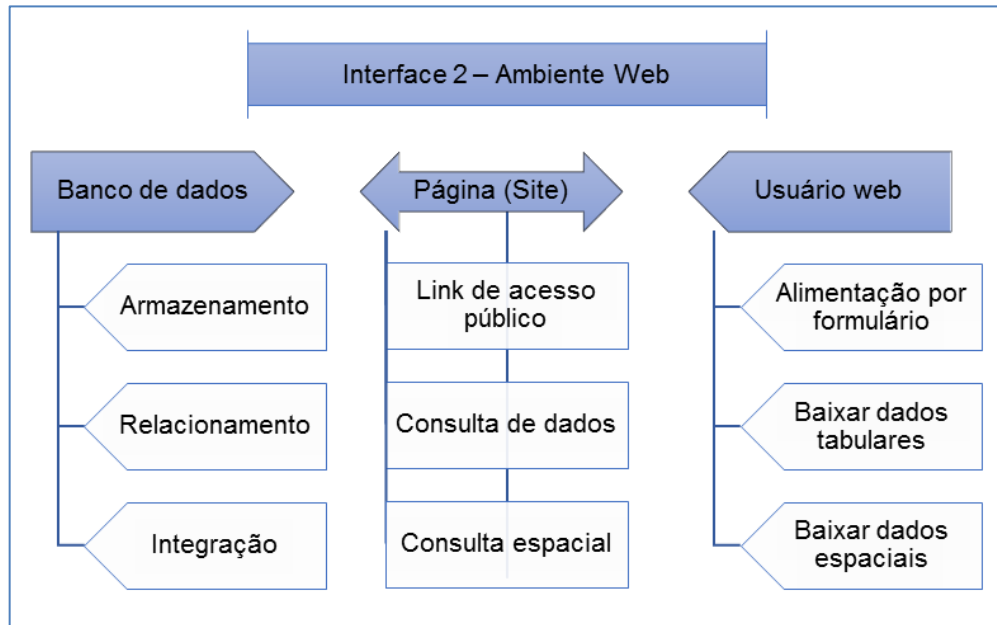 Interface 2 – Ambiente Web
Banco de dados
Armazenamento
Relacionamento
Integração
Página (Site)
Link de acesso
público
Consulta de dados
Consulta espacial
Usuário web
Alimentação por
formulário
Baixar dados
tabulares
Baixar dados
espaciais